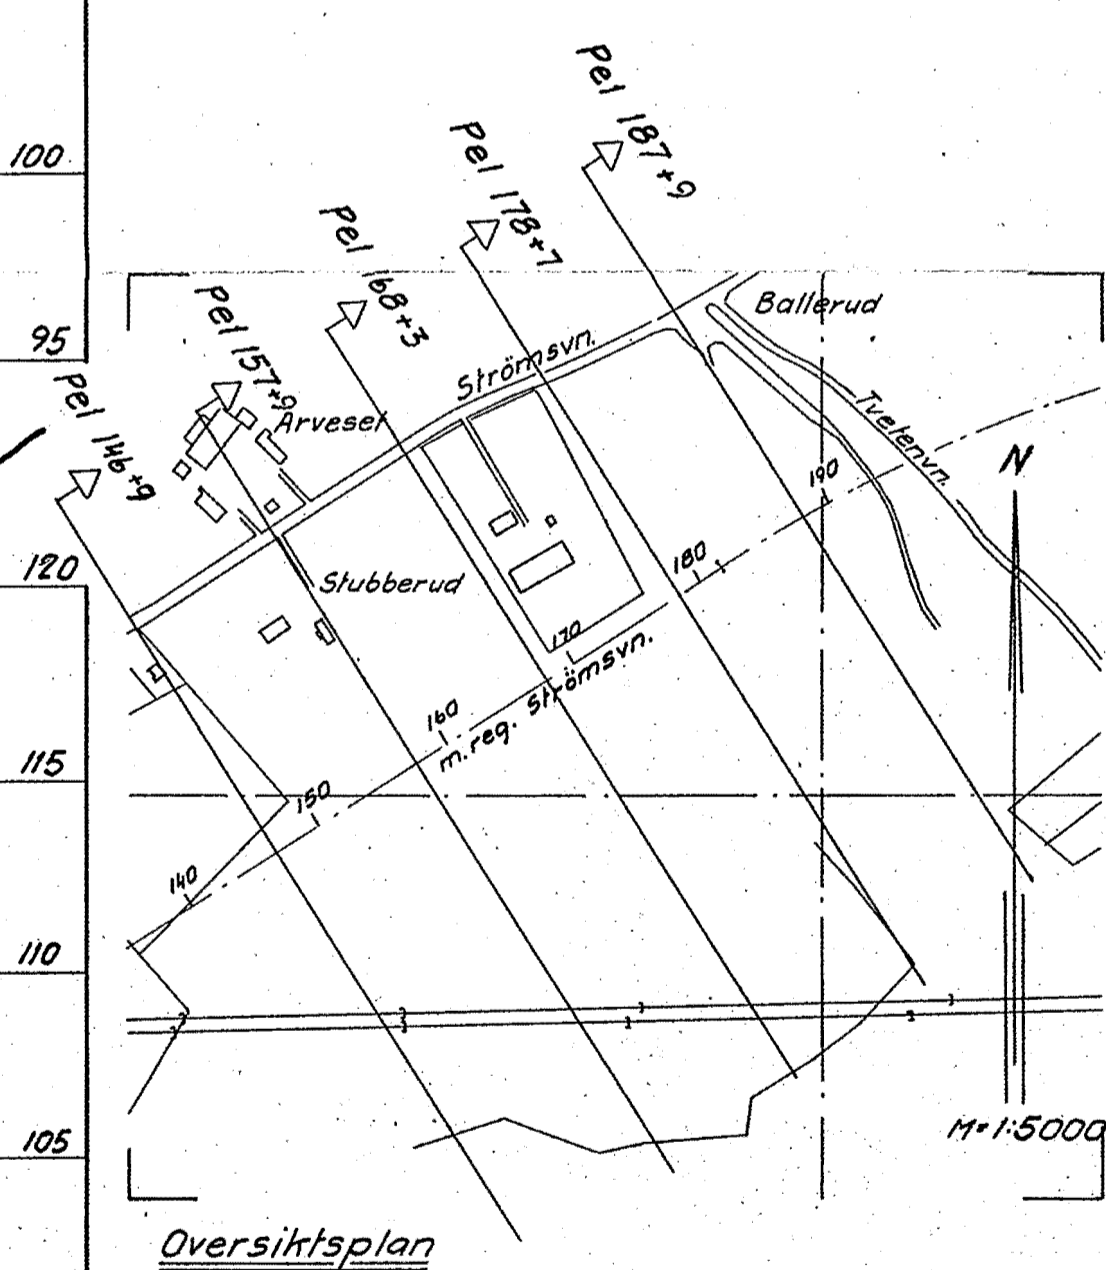 Pel 187+9
Pel 178+7
Pel 168+3
Pel 157+9
Pel 146+9
100
95
120
115
110
105
Ballerud
Strömsvn.
Tvetenvn.
Arveset
Stubberud
N
190
180
170
160
150
140
m.reg. Strömsvn.
M=1:5000
Oversiktsplan